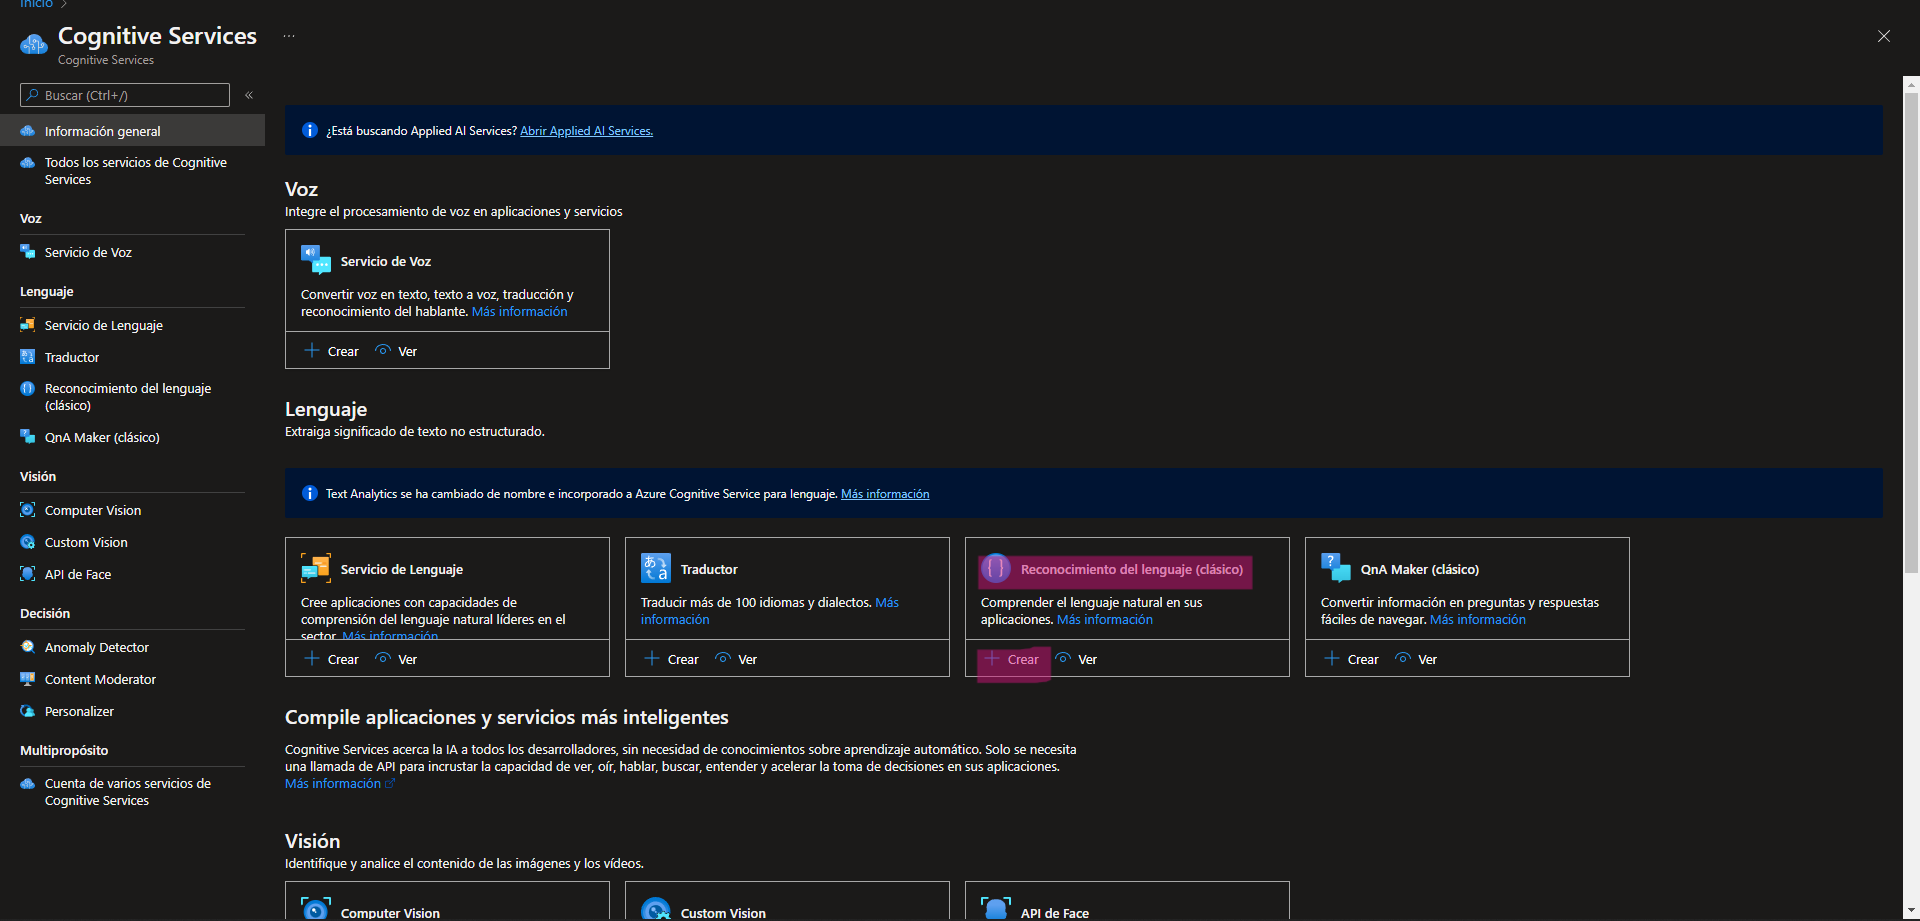 Inicio
Cognitive Services
Cognitive Services
Buscar (Ctrl+/)
Información general
Todos los servicios de Cognitive
Services
Voz
Servicio de Voz
Lenguaje
Servicio de Lenguaje
Traductor
Reconocimiento del lenguaje
(clásico)
QnA Maker (clásico)
Visión
Computer Vision
Custom Vision
API de Face
Decisión
Anomaly Detector
Content Moderator
Personalizer
Multipropósito
Cuenta de varios servicios de
Cognitive Services
¿Está buscando Applied AI Services? Abrir Applied AI Services.
Voz
Integre el procesamiento de voz en aplicaciones y servicios
Servicio de Voz
Convertir voz en texto, texto a voz, traducción y
reconocimiento del hablante. Más información
Crear Ver
Lenguaje
Extraiga significado de texto no estructurado.
Text Analytics se ha cambiado de nombre e incorporado a Azure Cognitive Service para lenguaje. Más información
Servicio de Lenguaje
Cree aplicaciones con capacidades de
comprensión del lenguaje natural líderes en el
sector. Más información
Crear Ver
Traductor
Traducir más de 100 idiomas y dialectos. Más
información
Crear Ver
Reconocimiento del lenguaje (clásico)
Comprender el lenguaje natural en sus
aplicaciones. Más información
Crear Ver
QnA Maker (clásico)
Convertir información en preguntas y respuestas
fáciles de navegar. Más información
Crear Ver
Compile aplicaciones y servicios más inteligentes
Cognitive Services acerca la IA a todos los desarrolladores, sin necesidad de conocimientos sobre aprendizaje automático. Solo se necesita
una llamada de API para incrustar la capacidad de ver, oír, hablar, buscar, entender y acelerar la toma de decisiones en sus aplicaciones.
Más información
Visión
Identifique y analice el contenido de las imágenes y los vídeos.
Computer Vision
Custom Vision
API de Face